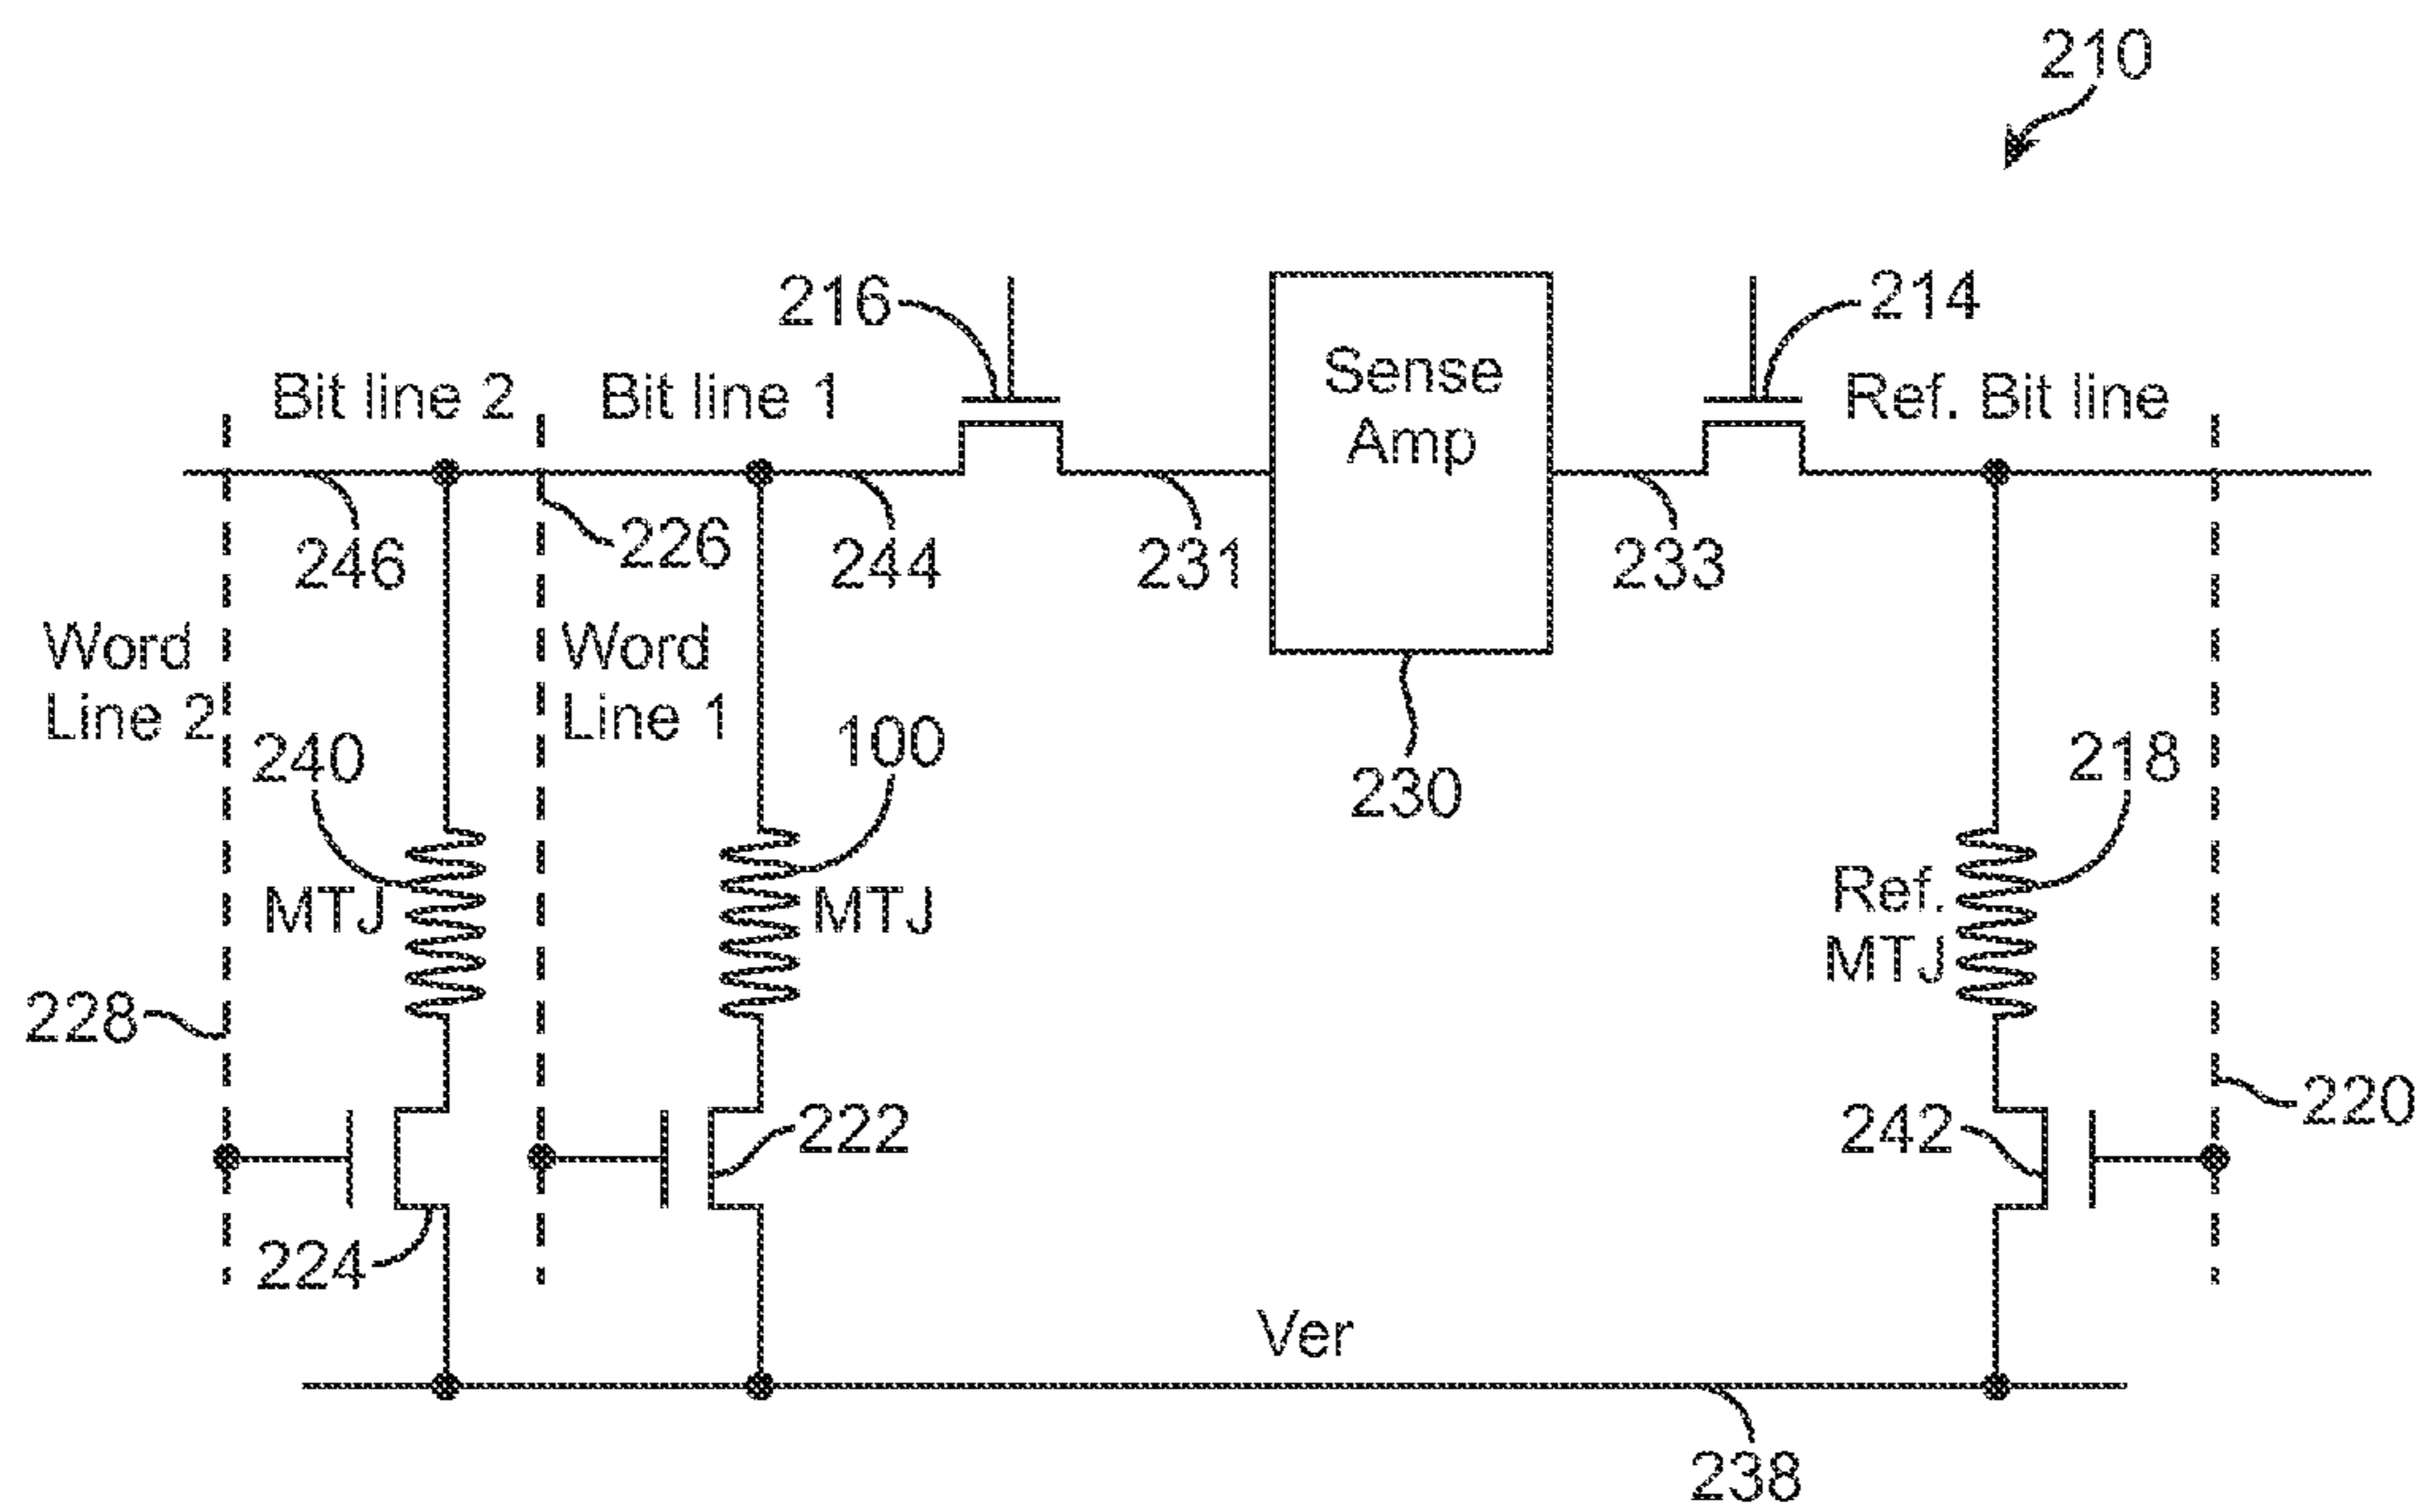 210
216
214
Sense
Amp
Bit line 2
Bit line 1
Ref. Bit line
246
226
244
231
233
Word
Line 2
Word
Line 1
240
100
230
218
MTJ
MTJ
Ref.
MTJ
228
222
242
220
224
Ver
238